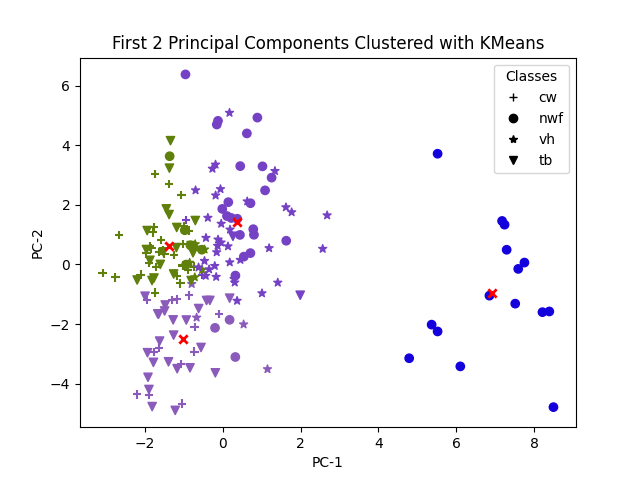 First 2 Principal Components Clustered with KMeans
Classes
cw
nwf
vh
tb
6
4
2
0
−2
−4
PC-2
−2
0
2
4
6
8
PC-1